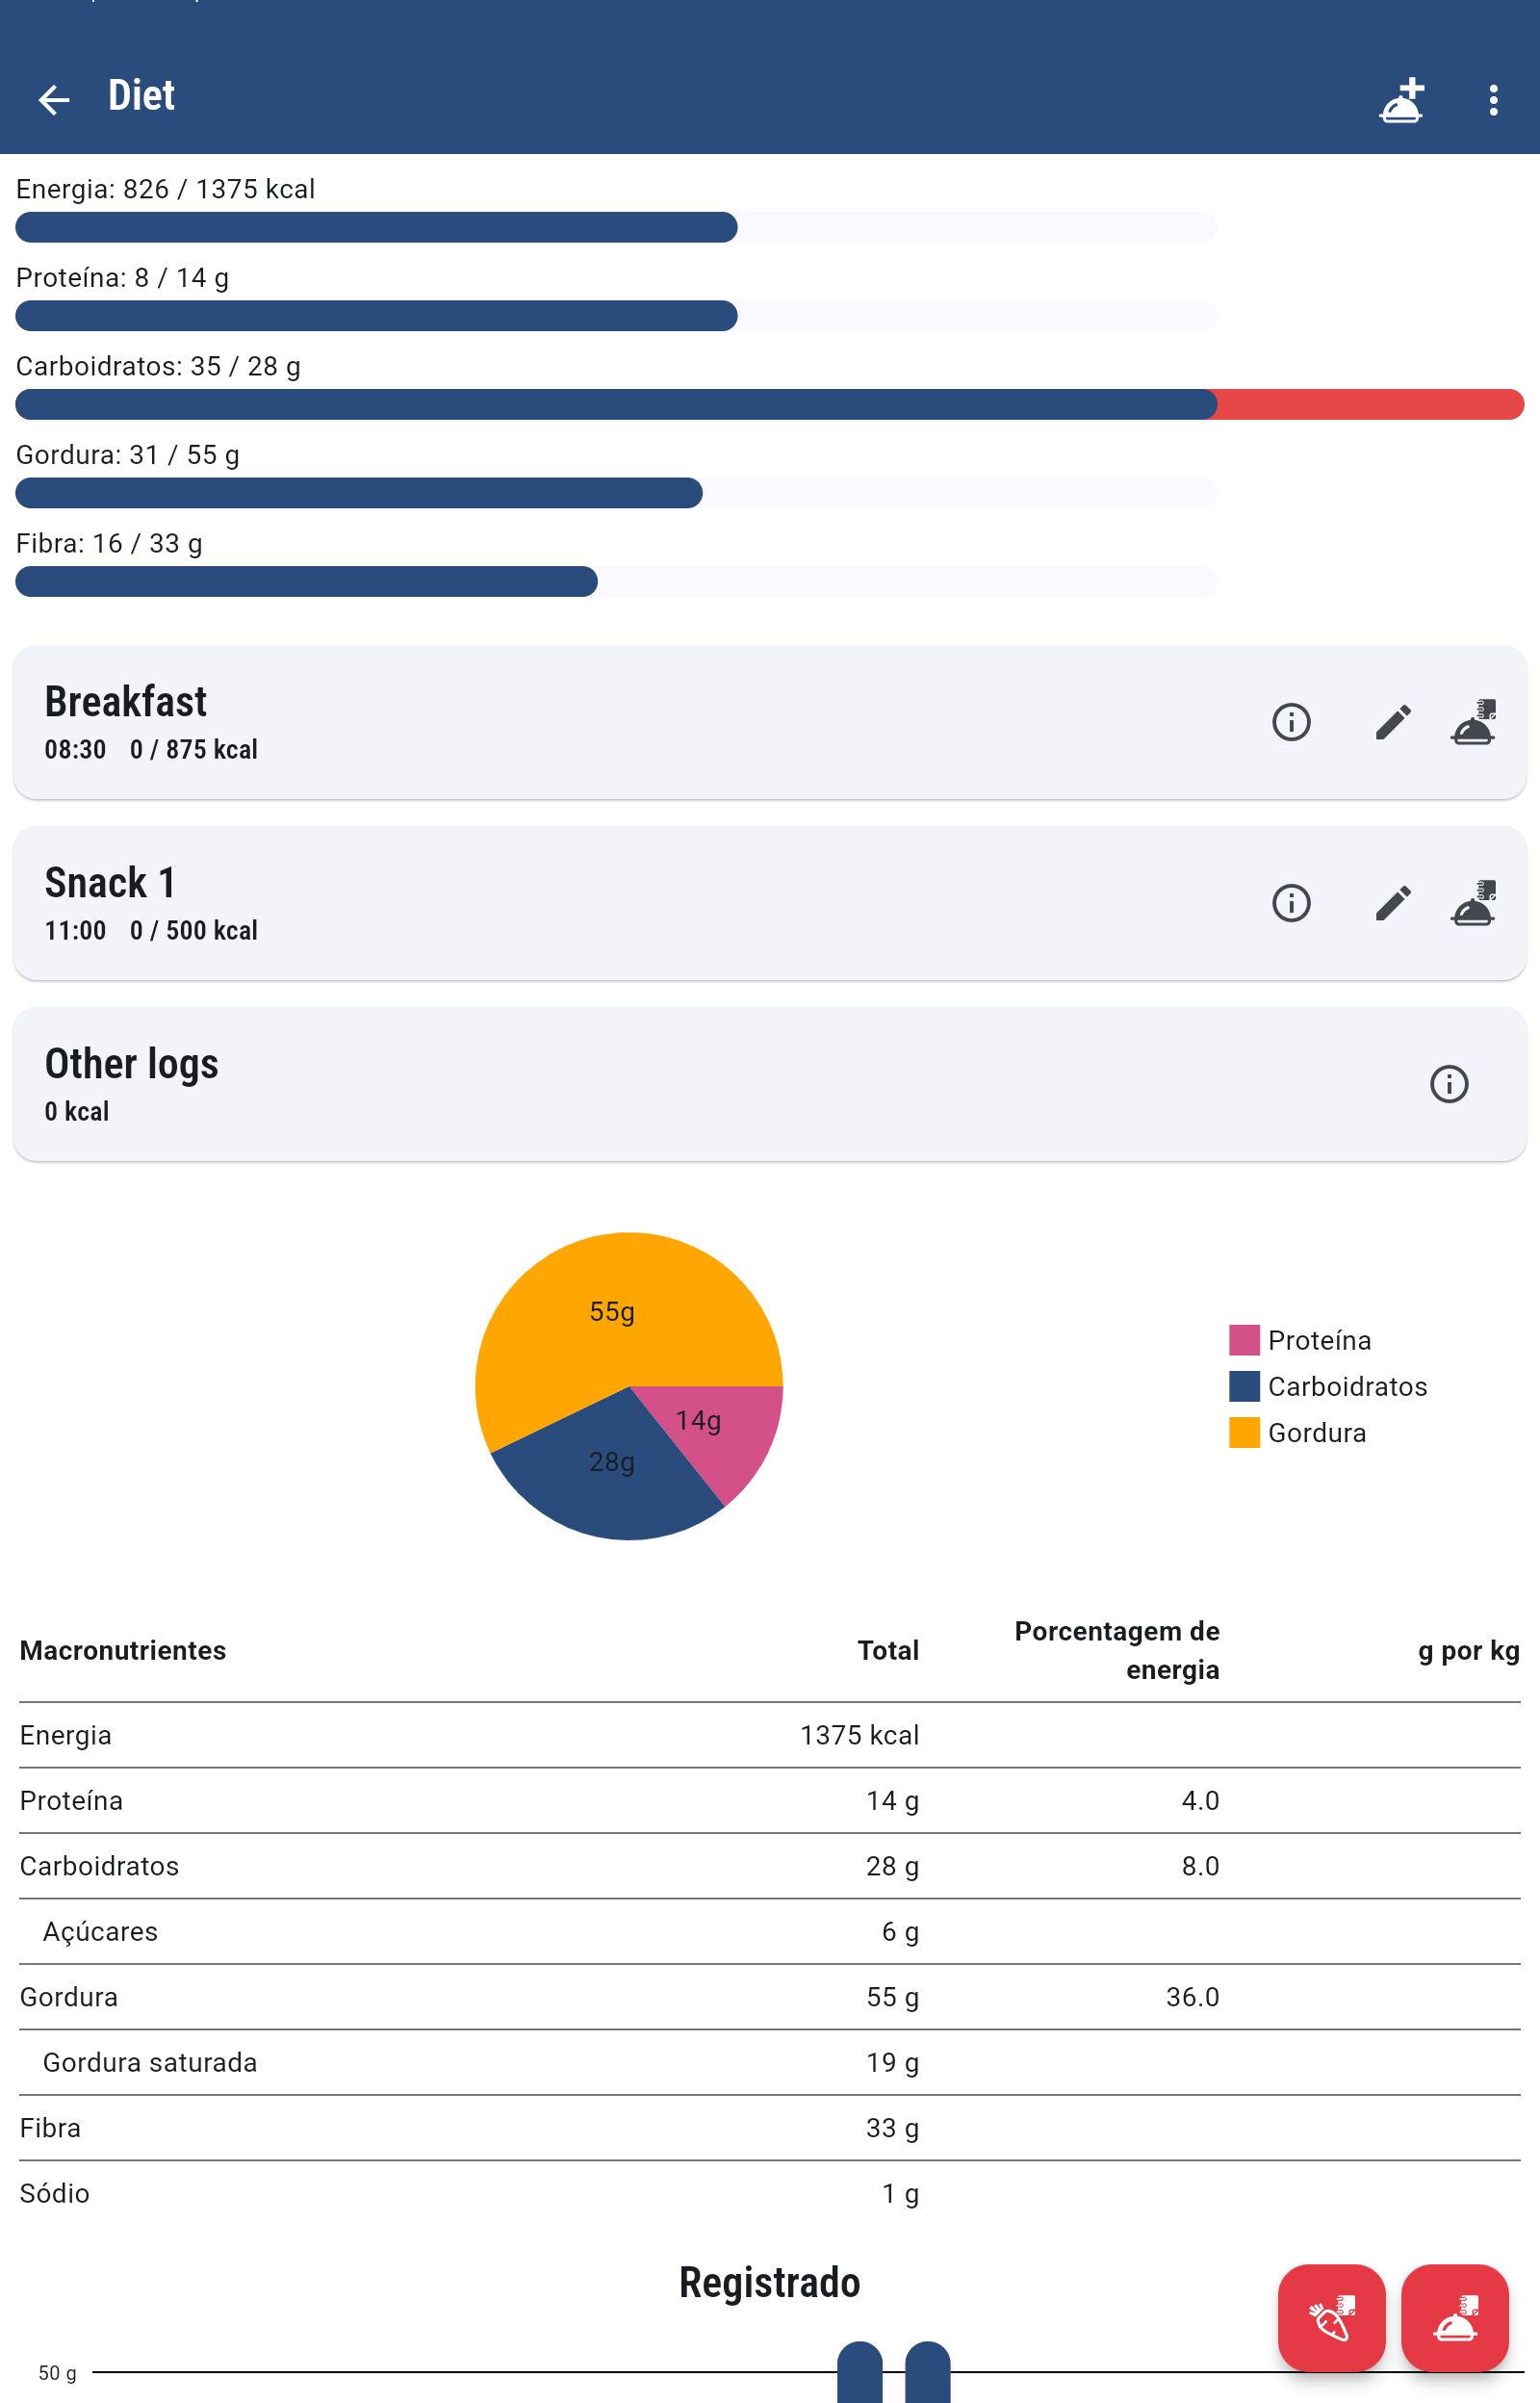 Diet
Energia: 826 / 1375 kcal
Proteína: 8 / 14 g
Carboidratos: 35 / 28 g
Gordura: 31 / 55 g
Fibra: 16 / 33 g
Breakfast
08:30 0 / 875 kcal
Snack 1
11:00 0 / 500 kcal
Other logs
0 kcal
55g
14g
28g
Proteína
Carboidratos
Gordura
Macronutrientes Total Porcentagem de energia g por kg
Energia 1375 kcal
Proteína 14 g 4.0
Carboidratos 28 g 8.0
Açúcares 6 g
Gordura 55 g 36.0
Gordura saturada 19 g
Fibra 33 g
Sódio 1 g
Registrado
50 g